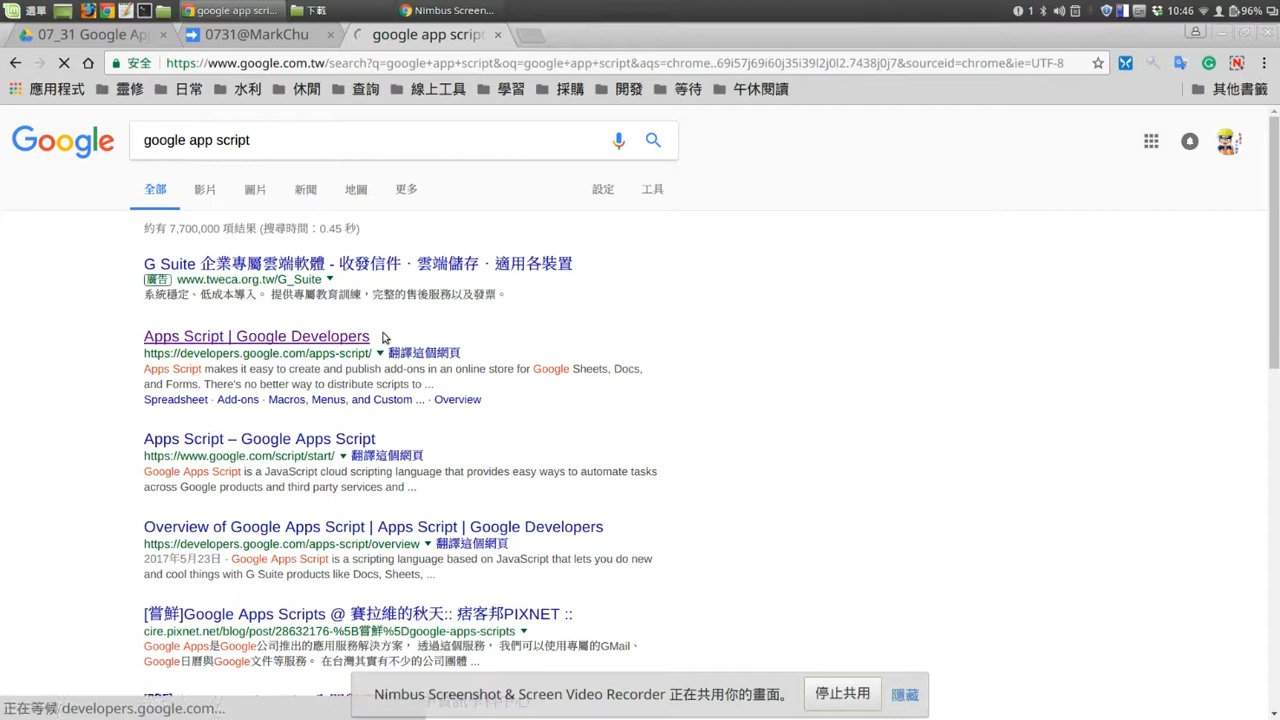 選單
google app scri...
下載
Nimbus Screen...
10:46
96%
07_31 Google Ap
0731@MarkChu
google app script
安全
https://www.google.com.tw/search?q=google+app+script&oq=google+app+script&aqs=chrome..69i57j69i60j35i39l2j0l2.7438j0j7&sourceid=chrome&ie=UTF-8
應用程式 靈修 日常 水利 休閒 查詢 線上工具 學習 採購 開發 等待 午休閱讀 其他書籤
Google
google app script
全部 影片 圖片 新聞 地圖 更多 設定 工具
約有 7,700,000 項結果 (搜尋時間：0.45 秒)
G Suite 企業專屬雲端軟體 - 收發信件‧雲端儲存‧適用各裝置
廣告 www.tweca.org.tw/G_Suite
系統穩定、低成本導入。 提供專屬教育訓練，完整的售後服務以及發票。
Apps Script | Google Developers
https://developers.google.com/apps-script/ 翻譯這個網頁
Apps Script makes it easy to create and publish add-ons in an online store for Google Sheets, Docs,
and Forms. There's no better way to distribute scripts to ...
Spreadsheet · Add-ons · Macros, Menus, and Custom ... · Overview
Apps Script – Google Apps Script
https://www.google.com/script/start/ 翻譯這個網頁
Google Apps Script is a JavaScript cloud scripting language that provides easy ways to automate tasks
across Google products and third party services and ...
Overview of Google Apps Script | Apps Script | Google Developers
https://developers.google.com/apps-script/overview 翻譯這個網頁
2017年5月23日 - Google Apps Script is a scripting language based on JavaScript that lets you do new
and cool things with G Suite products like Docs, Sheets, ...
[嘗鮮]Google Apps Scripts @ 賽拉維的秋天:: 痞客邦PIXNET ::
cire.pixnet.net/blog/post/28632176-%5B嘗鮮%5Dgoogle-apps-scripts
Google Apps是Google公司推出的應用服務解決方案， 透過這個服務， 我們可以使用專屬的GMail、
Google日曆與Google文件等服務。 在台灣其實有不少的公司團體 ...
Nimbus Screenshot & Screen Video Recorder 正在共用你的畫面。
停止共用
隱藏
正在等候 developers.google.com...